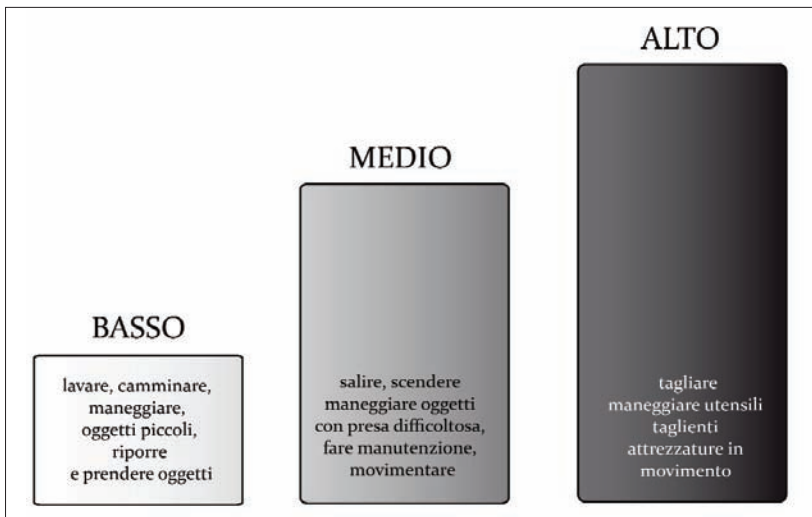 BASSO
lavare, camminare,
maneggiare,
oggetti piccoli,
riporre
e prendere oggetti
MEDIO
salire, scendere
maneggiare oggetti
con presa difficoltosa,
fare manutenzione,
movimentare
ALTO
tagliare
maneggiare utensili
taglienti
attrezzature in
movimento